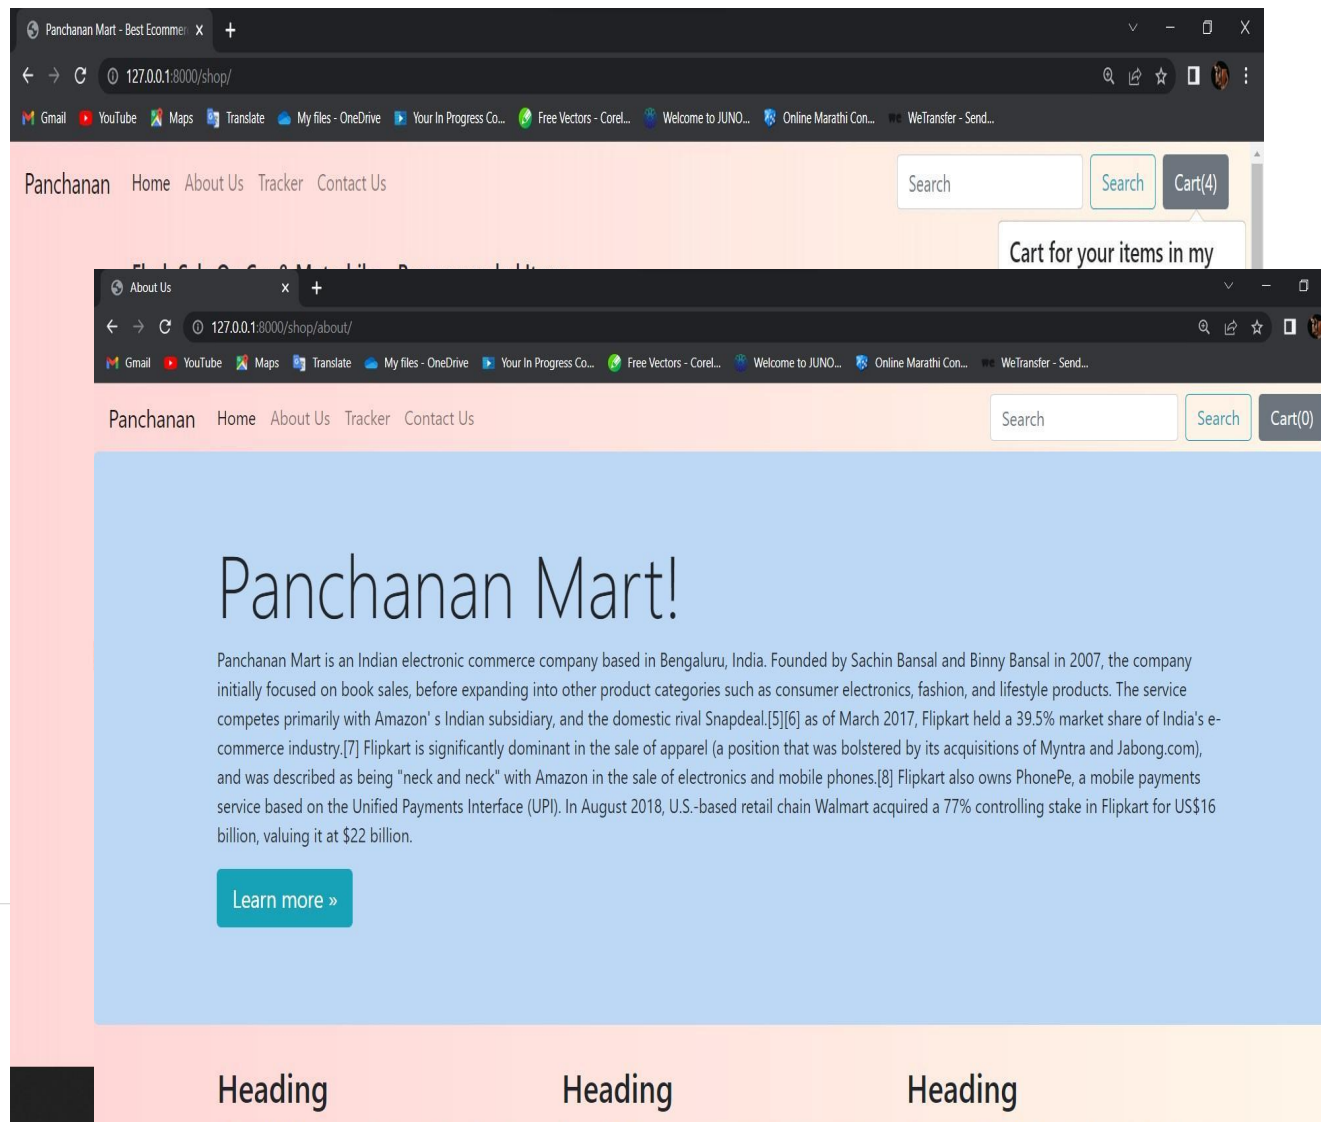 Panchanan Mart - Best Ecommer
127.0.0.1:8000/shop/
Gmail YouTube Maps Translate My files - OneDrive Your In Progress Co... Free Vectors - Corel... Welcome to JUNO... Online Marathi Con... WeTransfer - Send...
Panchanan Home About Us Tracker Contact Us Search Search Cart(4)
Cart for your items in my
About Us
127.0.0.1:8000/shop/about/
Gmail YouTube Maps Translate My files - OneDrive Your In Progress Co... Free Vectors - Corel... Welcome to JUNO... Online Marathi Con... WeTransfer - Send...
Panchanan Home About Us Tracker Contact Us Search Search Cart(0)
Panchanan Mart!
Panchanan Mart is an Indian electronic commerce company based in Bengaluru, India. Founded by Sachin Bansal and Binny Bansal in 2007, the company
initially focused on book sales, before expanding into other product categories such as consumer electronics, fashion, and lifestyle products. The service
competes primarily with Amazon' s Indian subsidiary, and the domestic rival Snapdeal.[5][6] as of March 2017, Flipkart held a 39.5% market share of India's e-
commerce industry.[7] Flipkart is significantly dominant in the sale of apparel (a position that was bolstered by its acquisitions of Myntra and Jabong.com),
and was described as being "neck and neck" with Amazon in the sale of electronics and mobile phones.[8] Flipkart also owns PhonePe, a mobile payments
service based on the Unified Payments Interface (UPI). In August 2018, U.S.-based retail chain Walmart acquired a 77% controlling stake in Flipkart for US$16
billion, valuing it at $22 billion.
Learn more »
Heading Heading Heading